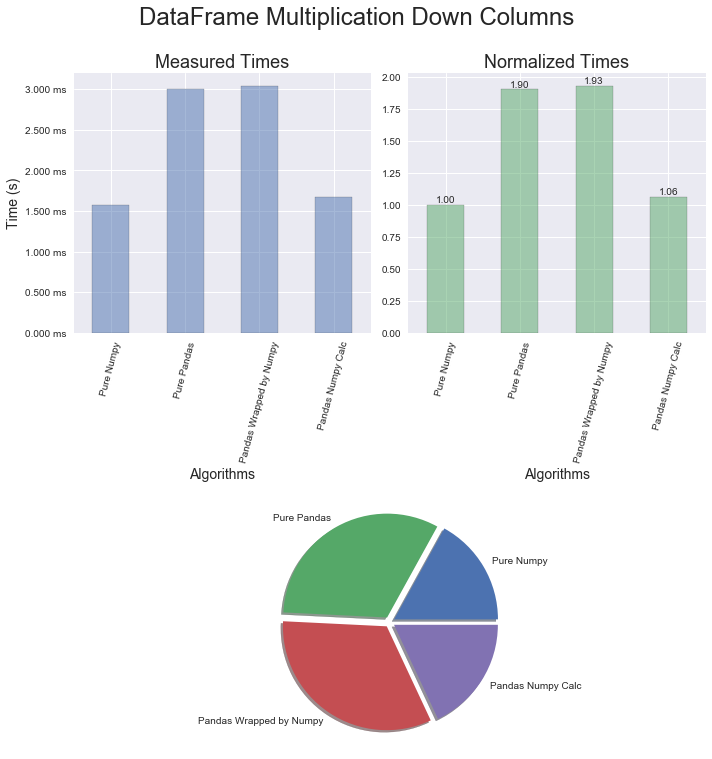 DataFrame Multiplication Down Columns
Measured Times
Time (s)
3.000 ms
2.500 ms
2.000 ms
1.500 ms
1.000 ms
0.500 ms
0.000 ms
Pure Numpy
Pure Pandas
Pandas Wrapped by Numpy
Pandas Numpy Calc
Algorithms
Normalized Times
2.00
1.75
1.50
1.25
1.00
0.75
0.50
0.25
0.00
1.00
1.90
1.93
1.06
Pure Numpy
Pure Pandas
Pandas Wrapped by Numpy
Pandas Numpy Calc
Algorithms
Pure Pandas
Pure Numpy
Pandas Numpy Calc
Pandas Wrapped by Numpy